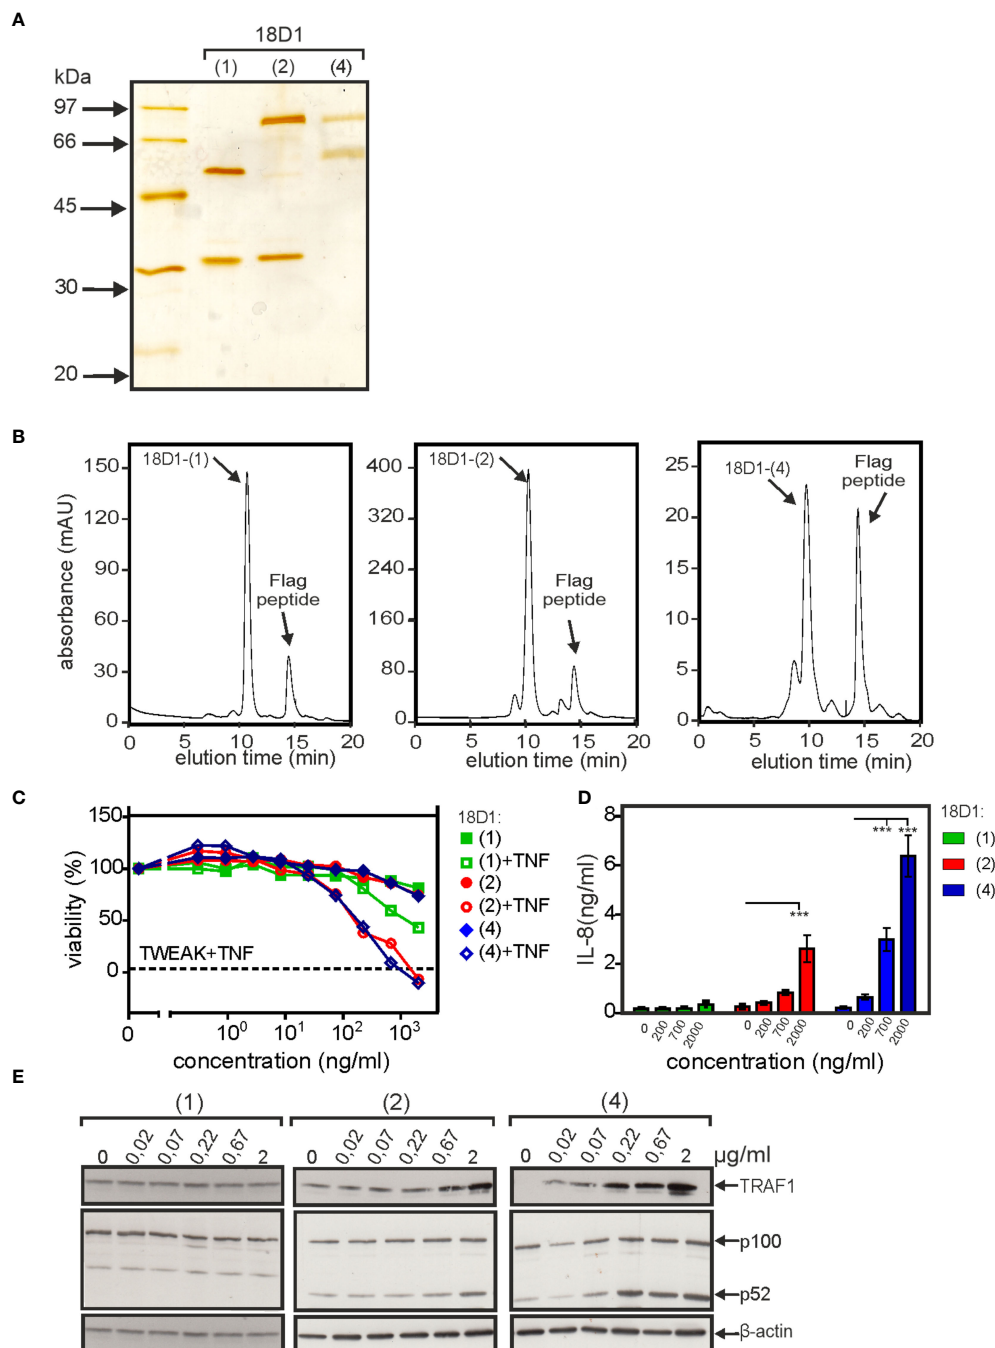 A
18D1
(1) (2) (4)
kDa
97
66
45
30
20
B
absorbance (mAU)
150
120
90
60
30
0
18D1-(1)
Flag peptide
0 5 10 15 20
elution time (min)
400
320
240
160
80
0
18D1-(2)
Flag peptide
0 5 10 15 20
elution time (min)
25
20
15
10
5
0
18D1-(4)
Flag peptide
0 5 10 15 20
elution time (min)
C
viability (%)
150
100
50
0
TWEAK+TNF
0 10⁰ 10¹ 10² 10³
concentration (ng/ml)
18D1:
(1)
(1)+TNF
(2)
(2)+TNF
(4)
(4)+TNF
D
IL-8(ng/ml)
8
6
4
2
0
***
*** ***
0 200 700 2000 0 200 700 2000 0 200 700 2000
concentration (ng/ml)
18D1:
(1)
(2)
(4)
E
(1) (2) (4)
0 0,02 0,07 0,22 0,67 2 0 0,02 0,07 0,22 0,67 2 0 0,02 0,07 0,22 0,67 2 µg/ml
TRAF1
p100
p52
β-actin